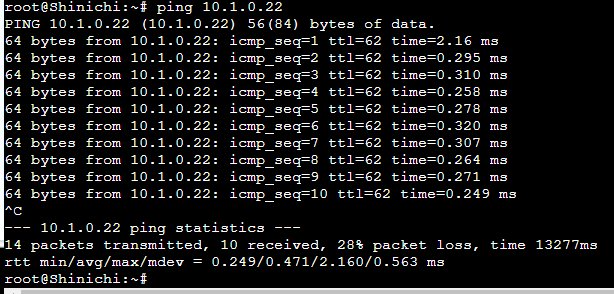 root@Shinichi:~# ping 10.1.0.22
PING 10.1.0.22 (10.1.0.22) 56(84) bytes of data.
64 bytes from 10.1.0.22: icmp_seq=1 ttl=62 time=2.16 ms
64 bytes from 10.1.0.22: icmp_seq=2 ttl=62 time=0.295 ms
64 bytes from 10.1.0.22: icmp_seq=3 ttl=62 time=0.310 ms
64 bytes from 10.1.0.22: icmp_seq=4 ttl=62 time=0.258 ms
64 bytes from 10.1.0.22: icmp_seq=5 ttl=62 time=0.278 ms
64 bytes from 10.1.0.22: icmp_seq=6 ttl=62 time=0.320 ms
64 bytes from 10.1.0.22: icmp_seq=7 ttl=62 time=0.307 ms
64 bytes from 10.1.0.22: icmp_seq=8 ttl=62 time=0.264 ms
64 bytes from 10.1.0.22: icmp_seq=9 ttl=62 time=0.271 ms
64 bytes from 10.1.0.22: icmp_seq=10 ttl=62 time=0.249 ms
^C
--- 10.1.0.22 ping statistics ---
14 packets transmitted, 10 received, 28% packet loss, time 13277ms
rtt min/avg/max/mdev = 0.249/0.471/2.160/0.563 ms
root@Shinichi:~#